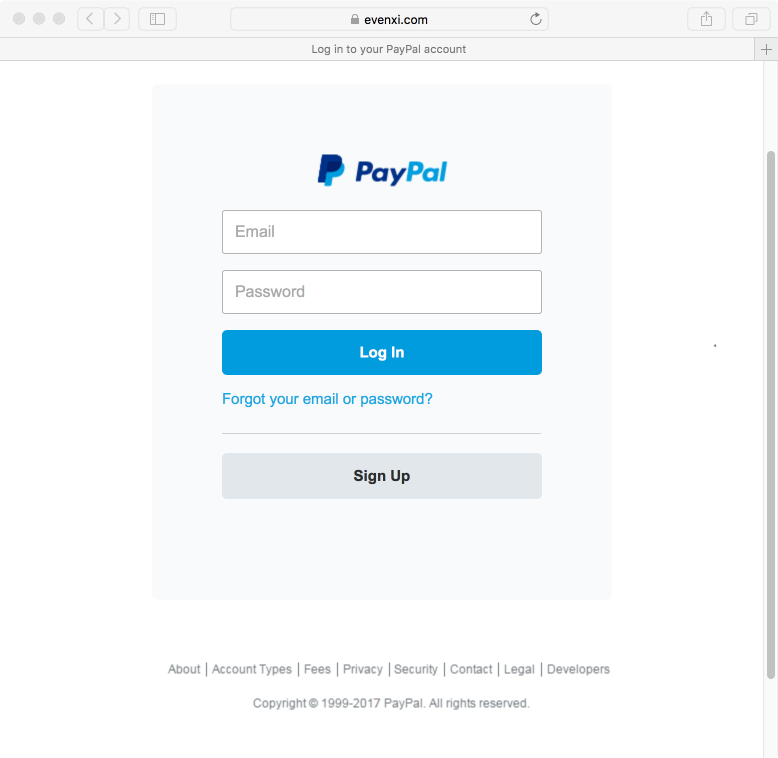 evenxi.com
Log in to your PayPal account
PayPal
Email
Password
Log In
Forgot your email or password?
Sign Up
About | Account Types | Fees | Privacy | Security | Contact | Legal | Developers
Copyright © 1999-2017 PayPal. All rights reserved.